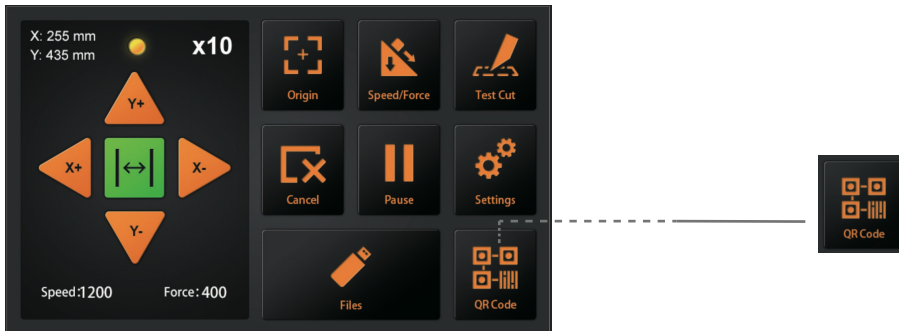 X: 255 mm
Y: 435 mm
x10
Y+
X+
X-
Y-
Speed:1200
Force: 400
Origin
Speed/Force
Test Cut
Cancel
Pause
Settings
Files
QR Code
QR Code